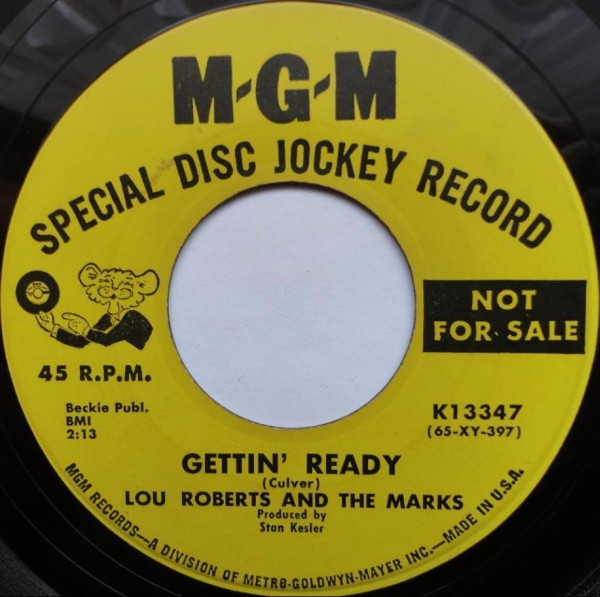 M-G-M
SPECIAL DISC JOCKEY RECORD
NOT
FOR SALE
45 R.P.M.
Beckie Publ.
BMI
2:13
K13347
(65-XY-397)
GETTIN' READY
(Culver)
LOU ROBERTS AND THE MARKS
Produced by
Stan Kesler
MGM RECORDS—A DIVISION OF METRO-GOLDWYN-MAYER INC.—MADE IN U.S.A.